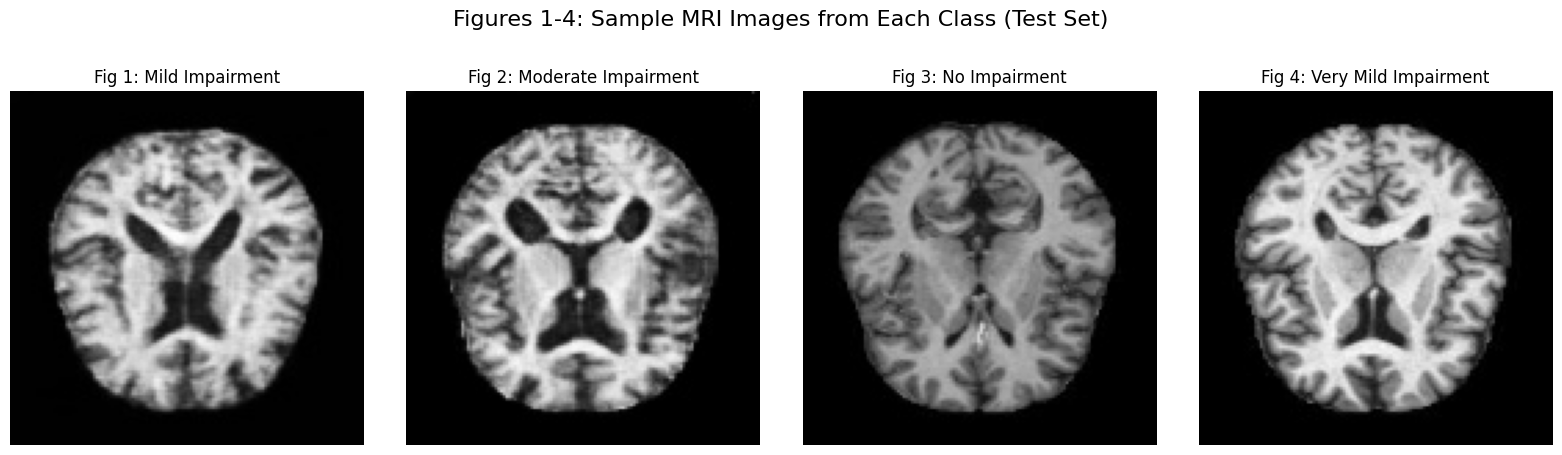 Figures 1-4: Sample MRI Images from Each Class (Test Set)
Fig 1: Mild Impairment
Fig 2: Moderate Impairment
Fig 3: No Impairment
Fig 4: Very Mild Impairment